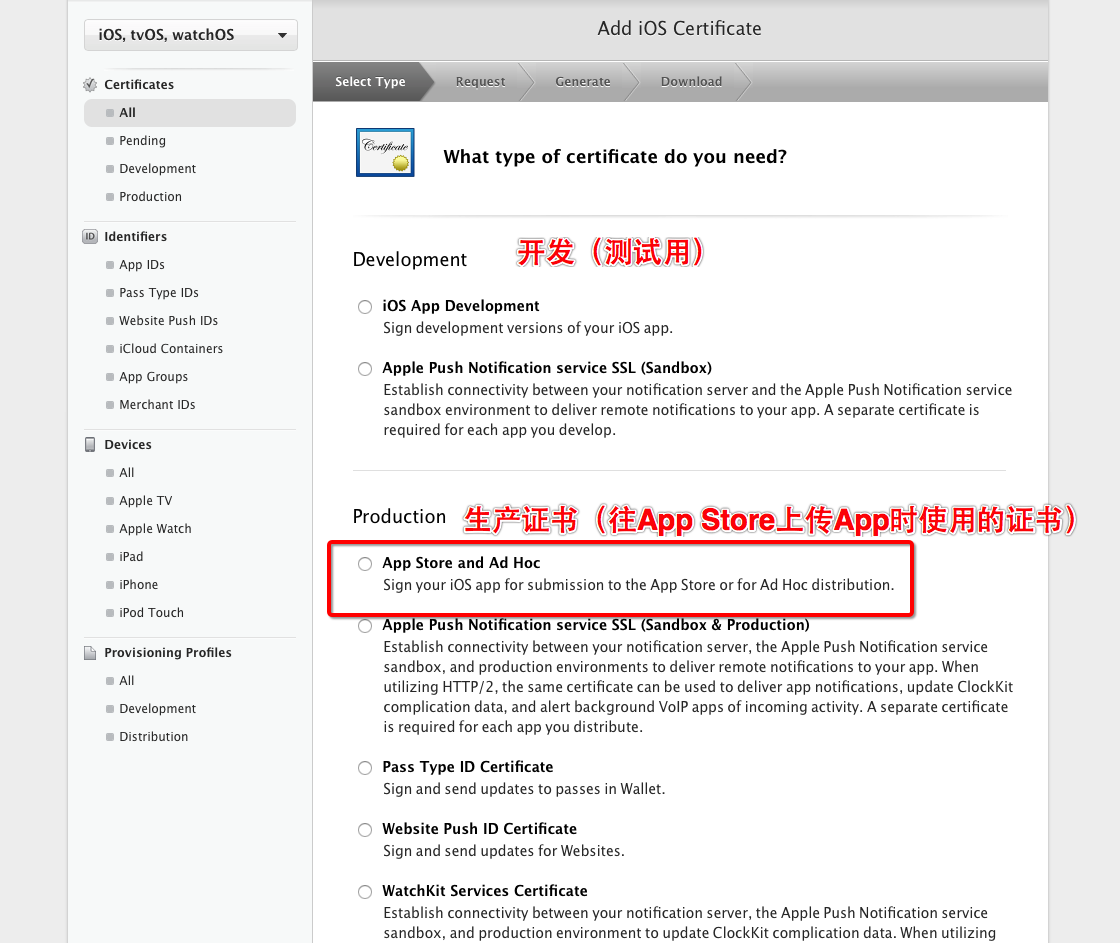 iOS, tvOS, watchOS
Certificates
All
Pending
Development
Production
ID Identifiers
App IDs
Pass Type IDs
Website Push IDs
iCloud Containers
App Groups
Merchant IDs
Devices
All
Apple TV
Apple Watch
iPad
iPhone
iPod Touch
Provisioning Profiles
All
Development
Distribution
Add iOS Certificate
Select Type
Request
Generate
Download
Certificate
What type of certificate do you need?
Development
开发（测试用）
iOS App Development
Sign development versions of your iOS app.
Apple Push Notification service SSL (Sandbox)
Establish connectivity between your notification server and the Apple Push Notification service
sandbox environment to deliver remote notifications to your app. A separate certificate is
required for each app you develop.
Production
生产证书（往App Store上传App时使用的证书）
App Store and Ad Hoc
Sign your iOS app for submission to the App Store or for Ad Hoc distribution.
Apple Push Notification service SSL (Sandbox & Production)
Establish connectivity between your notification server, the Apple Push Notification service
sandbox, and production environments to deliver remote notifications to your app. When
utilizing HTTP/2, the same certificate can be used to deliver app notifications, update ClockKit
complication data, and alert background VoIP apps of incoming activity. A separate certificate
is required for each app you distribute.
Pass Type ID Certificate
Sign and send updates to passes in Wallet.
Website Push ID Certificate
Sign and send updates for Websites.
WatchKit Services Certificate
Establish connectivity between your notification server, the Apple Push Notification service
sandbox, and production environment to update ClockKit complication data. When utilizing